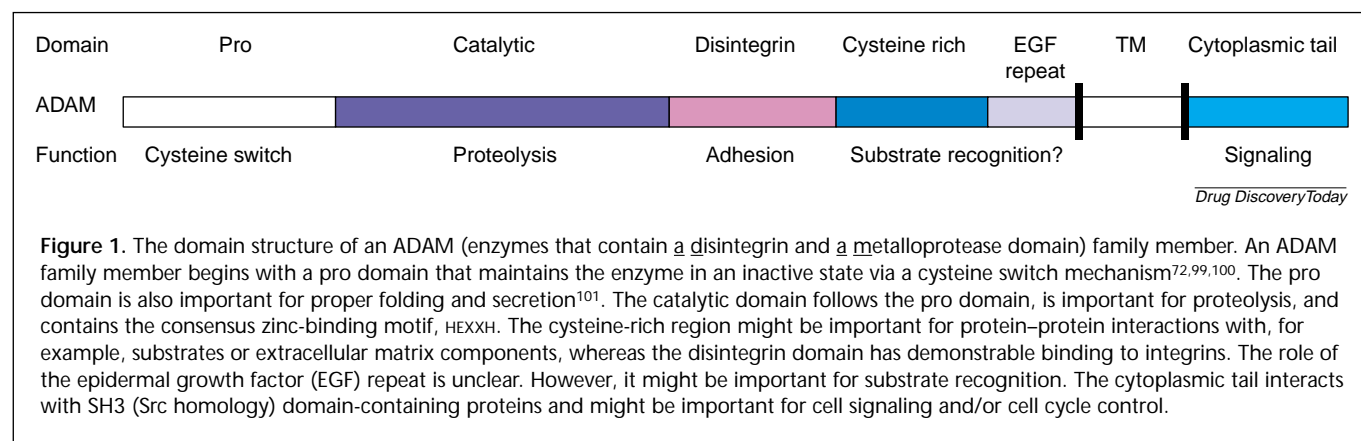 Domain Pro Catalytic Disintegrin Cysteine rich EGF repeat TM Cytoplasmic tail
ADAM
Function Cysteine switch Proteolysis Adhesion Substrate recognition? Signaling
Drug Discovery Today
Figure 1. The domain structure of an ADAM (enzymes that contain a disintegrin and a metalloprotease domain) family member. An ADAM
family member begins with a pro domain that maintains the enzyme in an inactive state via a cysteine switch mechanism72,99,100. The pro
domain is also important for proper folding and secretion101. The catalytic domain follows the pro domain, is important for proteolysis, and
contains the consensus zinc-binding motif, HEXXH. The cysteine-rich region might be important for protein–protein interactions with, for
example, substrates or extracellular matrix components, whereas the disintegrin domain has demonstrable binding to integrins. The role of
the epidermal growth factor (EGF) repeat is unclear. However, it might be important for substrate recognition. The cytoplasmic tail interacts
with SH3 (Src homology) domain-containing proteins and might be important for cell signaling and/or cell cycle control.